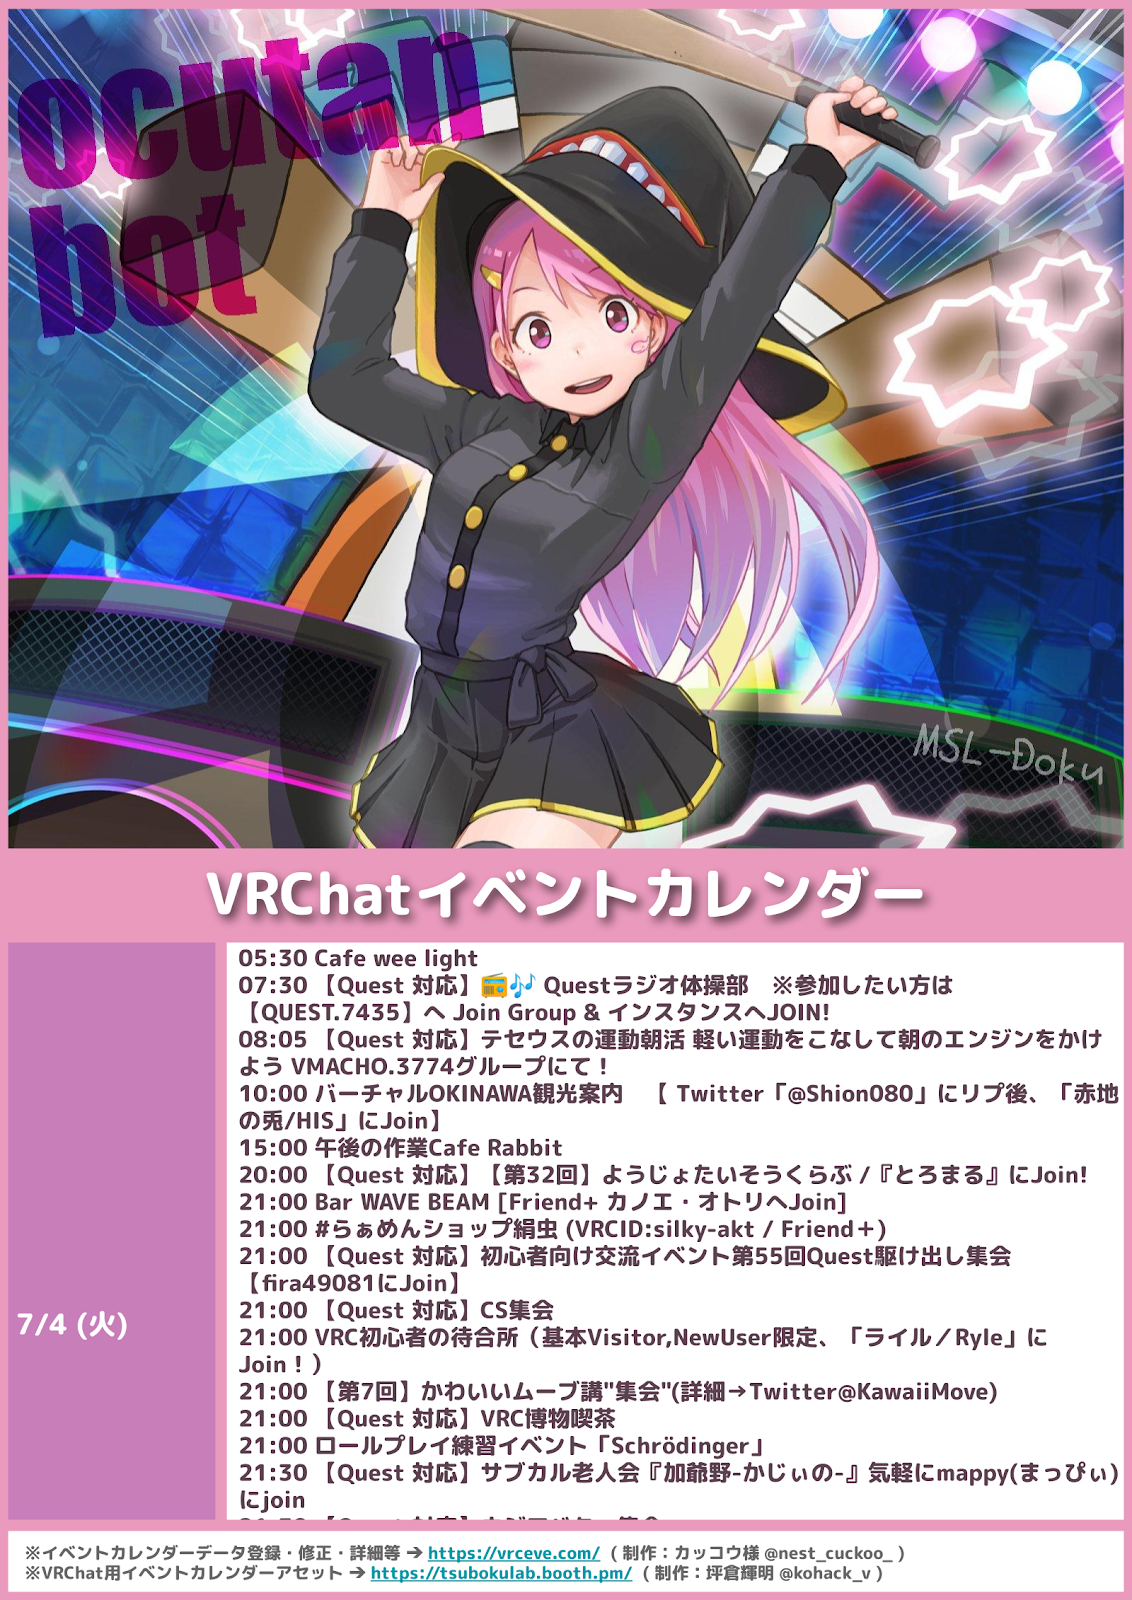 ocutan
bot
MSL-Doku
VRChatイベントカレンダー
7/4 (火)
05:30 Cafe wee light
07:30 【Quest 対応】📻🎶 Questラジオ体操部　※参加したい方は
【QUEST.7435】へ Join Group & インスタンスへJOIN!
08:05 【Quest 対応】テセウスの運動朝活 軽い運動をこなして朝のエンジンをかけ
よう VMACHO.3774グループにて！
10:00 バーチャルOKINAWA観光案内　【 Twitter「@Shion080」にリプ後、「赤地
の兎/HIS」にJoin】
15:00 午後の作業Cafe Rabbit
20:00 【Quest 対応】【第32回】ようじょたいそうくらぶ /『とろまる』にJoin!
21:00 Bar WAVE BEAM [Friend+ カノエ・オトリへJoin]
21:00 #らぁめんショップ絹虫 (VRCID:silky-akt / Friend＋)
21:00 【Quest 対応】初心者向け交流イベント第55回Quest駆け出し集会
【fira49081にJoin】
21:00 【Quest 対応】CS集会
21:00 VRC初心者の待合所（基本Visitor,NewUser限定、「ライル／Ryle」に
Join！）
21:00 【第7回】かわいいムーブ講"集会"(詳細→Twitter@KawaiiMove)
21:00 【Quest 対応】VRC博物喫茶
21:00 ロールプレイ練習イベント「Schrödinger」
21:30 【Quest 対応】サブカル老人会『加爺野-かじぃの-』気軽にmappy(まっぴぃ)
にjoin
※イベントカレンダーデータ登録・修正・詳細等 ➔ https://vrceve.com/ （ 制作：カッコウ様 @nest_cuckoo_ ）
※VRChat用イベントカレンダーアセット ➔ https://tsubokulab.booth.pm/ （ 制作：坪倉輝明 @kohack_v ）